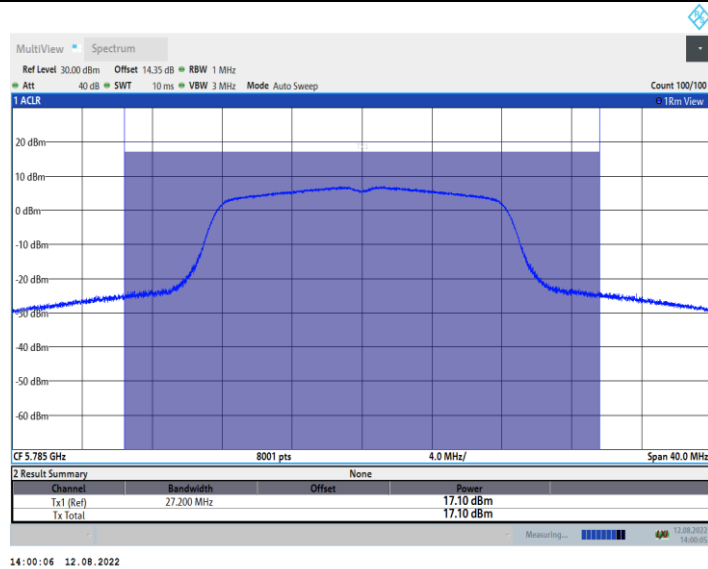 MultiView Spectrum
Ref Level 30.00 dBm Offset 14.35 dB RBW 1 MHz
Att 40 dB SWT 10 ms VBW 3 MHz Mode Auto Sweep Count 100/100
1 ACLR 1Rm View
20 dBm
10 dBm
0 dBm
-10 dBm
-20 dBm
-30 dBm
-40 dBm
-50 dBm
-60 dBm
CF 5.785 GHz 8001 pts 4.0 MHz/ Span 40.0 MHz
2 Result Summary None
Channel Bandwidth Offset Power
Tx1 (Ref) 27.200 MHz 17.10 dBm
Tx Total 17.10 dBm
Measuring... 12.08.2022
14:00:05
14:00:06 12.08.2022